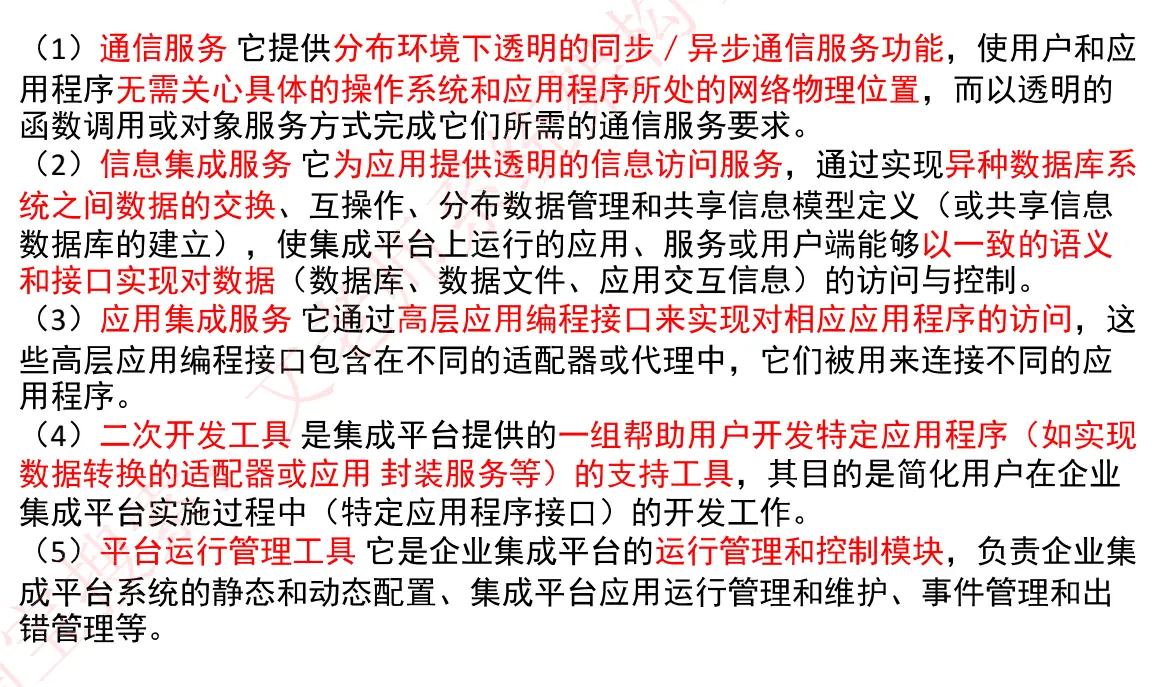 （1）通信服务 它提供分布环境下透明的同步／异步通信服务功能，使用户和应
用程序无需关心具体的操作系统和应用程序所处的网络物理位置，而以透明的
函数调用或对象服务方式完成它们所需的通信服务要求。
（2）信息集成服务 它为应用提供透明的信息访问服务，通过实现异种数据库系
统之间数据的交换、互操作、分布数据管理和共享信息模型定义（或共享信息
数据库的建立），使集成平台上运行的应用、服务或用户端能够以一致的语义
和接口实现对数据（数据库、数据文件、应用交互信息）的访问与控制。
（3）应用集成服务 它通过高层应用编程接口来实现对相应应用程序的访问，这
些高层应用编程接口包含在不同的适配器或代理中，它们被用来连接不同的应
用程序。
（4）二次开发工具 是集成平台提供的一组帮助用户开发特定应用程序（如实现
数据转换的适配器或应用 封装服务等）的支持工具，其目的是简化用户在企业
集成平台实施过程中（特定应用程序接口）的开发工作。
（5）平台运行管理工具 它是企业集成平台的运行管理和控制模块，负责企业集
成平台系统的静态和动态配置、集成平台应用运行管理和维护、事件管理和出
错管理等。